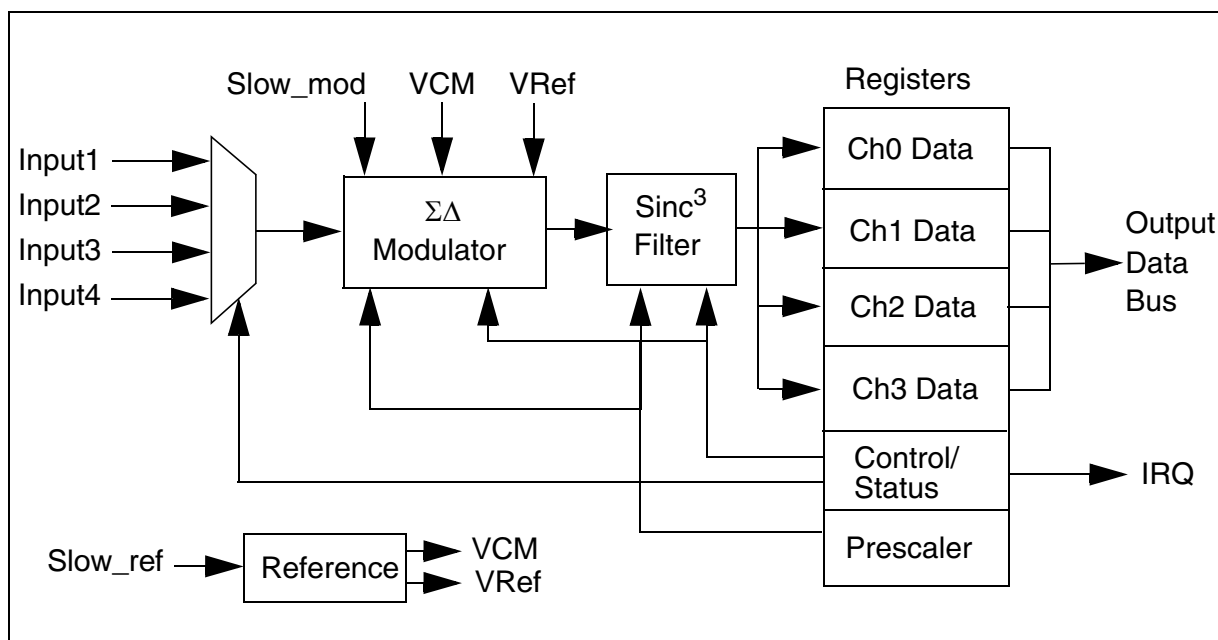 Slow_mod
VCM
VRef
Registers
Input1
Input2
Input3
Input4
ΣΔ
Modulator
Sinc³
Filter
Ch0 Data
Ch1 Data
Ch2 Data
Ch3 Data
Control/
Status
Prescaler
Output
Data
Bus
IRQ
Slow_ref
Reference
VCM
VRef